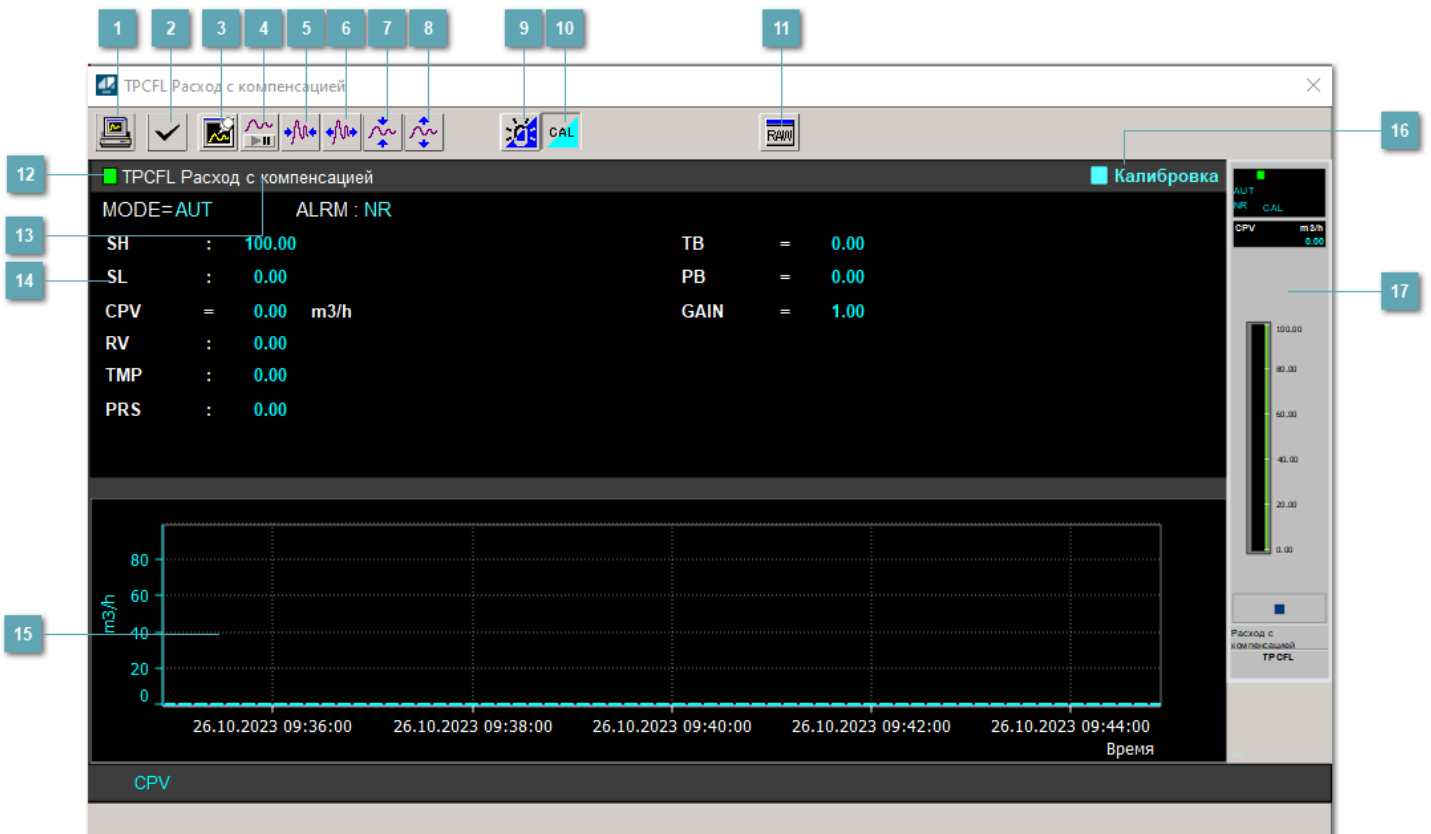 1 2 3 4 5 6 7 8 9 10 11
TPCFL Расход с компенсацией
CAL
RAW
16
12
TPCFL Расход с компенсацией
Калибровка
MODE=AUT ALRM : NR
13
SH : 100.00 TB = 0.00
14
SL : 0.00 PB = 0.00
CPV = 0.00 m3/h GAIN = 1.00
RV : 0.00
TMP : 0.00
PRS : 0.00
AUT
NR CAL
CPV m3/h
0.00
17
100.00
80.00
60.00
40.00
20.00
0.00
Расход с
компенсацией
TPCFL
15
m3/h
80
60
40
20
0
26.10.2023 09:36:00 26.10.2023 09:38:00 26.10.2023 09:40:00 26.10.2023 09:42:00 26.10.2023 09:44:00
Время
CPV